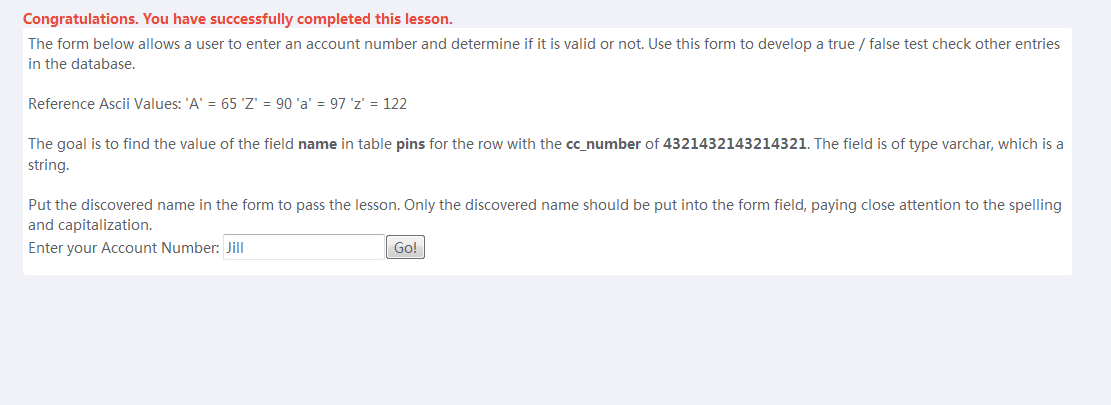 Congratulations. You have successfully completed this lesson.
The form below allows a user to enter an account number and determine if it is valid or not. Use this form to develop a true / false test check other entries
in the database.
Reference Ascii Values: 'A' = 65 'Z' = 90 'a' = 97 'z' = 122
The goal is to find the value of the field name in table pins for the row with the cc_number of 4321432143214321. The field is of type varchar, which is a
string.
Put the discovered name in the form to pass the lesson. Only the discovered name should be put into the form field, paying close attention to the spelling
and capitalization.
Enter your Account Number: Jill Go!